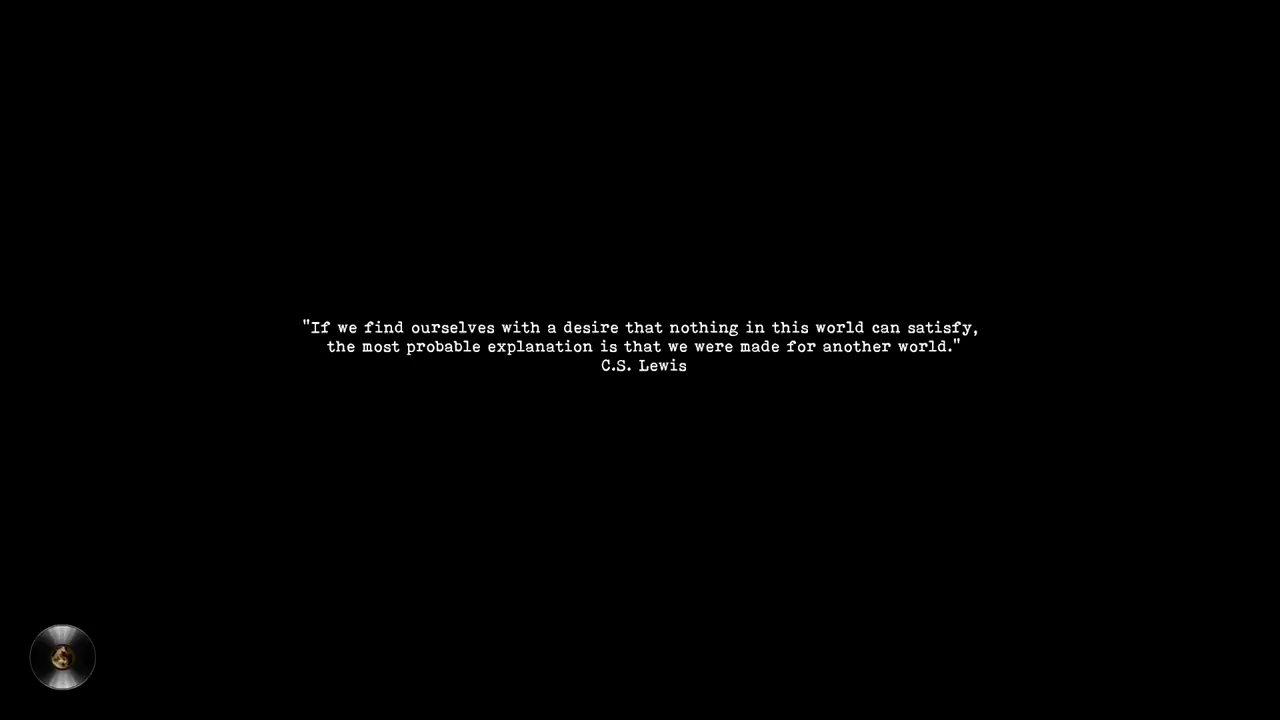 "If we find ourselves with a desire that nothing in this world can satisfy,
the most probable explanation is that we were made for another world."
C.S. Lewis